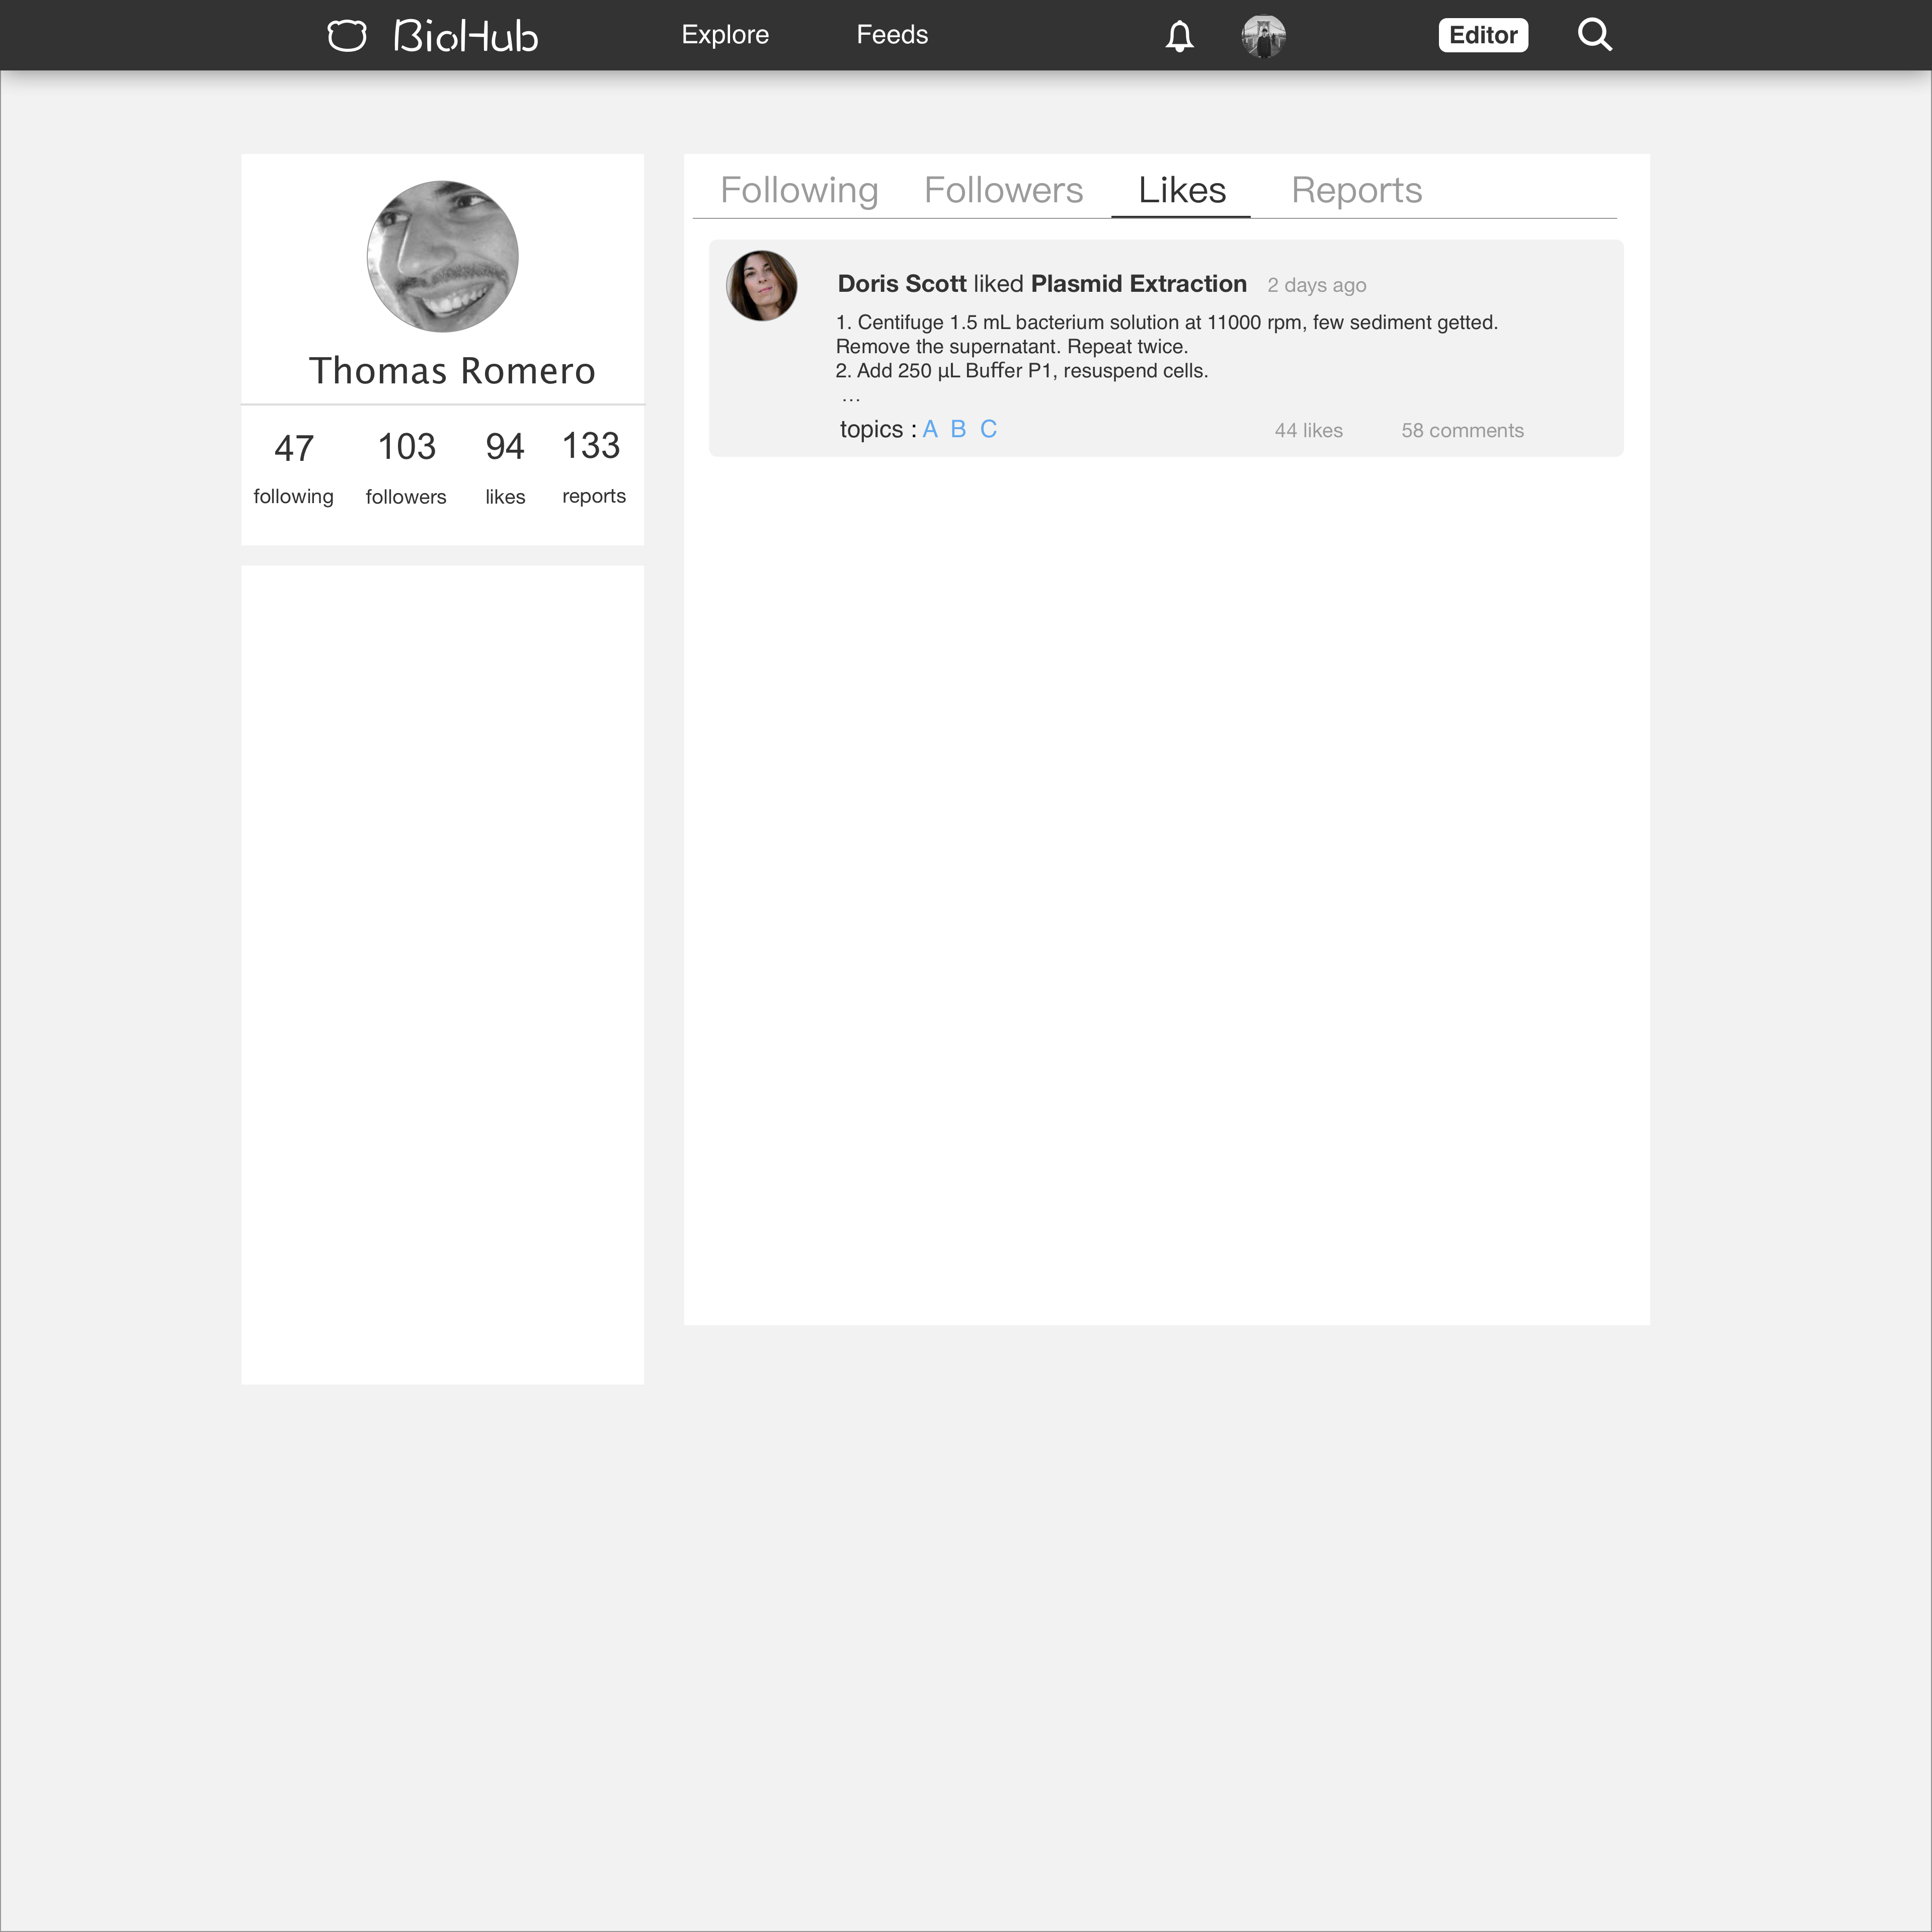 BioHub
Explore
Feeds
Editor
Thomas Romero
47
103
94
133
following
followers
likes
reports
Following
Followers
Likes
Reports
Doris Scott liked Plasmid Extraction 2 days ago
1. Centifuge 1.5 mL bacterium solution at 11000 rpm, few sediment getted.
Remove the supernatant. Repeat twice.
2. Add 250 µL Buffer P1, resuspend cells.
...
topics : A B C
44 likes
58 comments